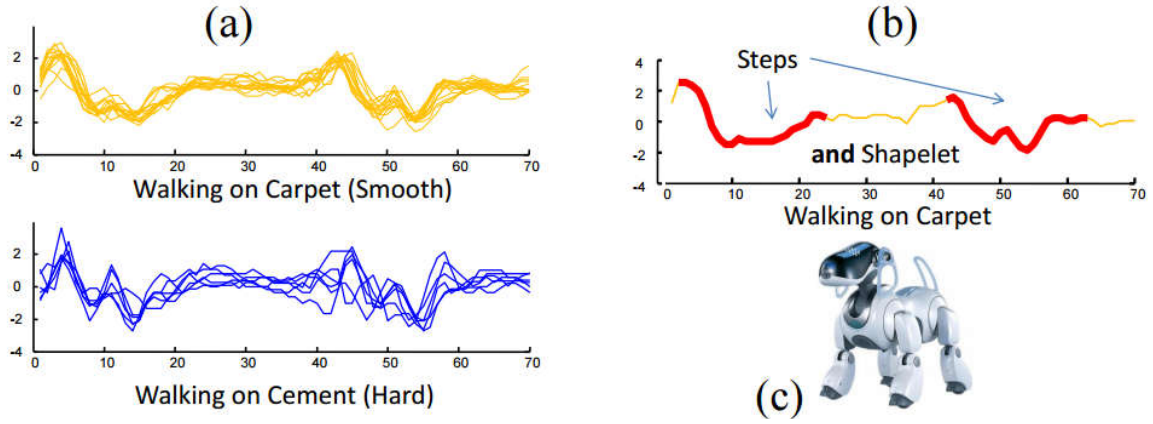 (a)
2
0
-2
-4
0 10 20 30 40 50 60 70
Walking on Carpet (Smooth)
2
0
-2
-4
0 10 20 30 40 50 60 70
Walking on Cement (Hard)
(b)
4
2
0
-2
-4
Steps
and Shapelet
0 10 20 30 40 50 60 70
Walking on Carpet
(c)